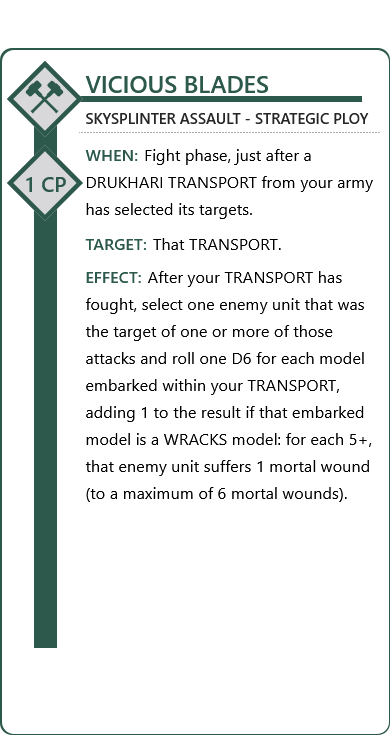 VICIOUS BLADES
SKYSPLINTER ASSAULT - STRATEGIC PLOY
1 CP
WHEN: Fight phase, just after a
DRUKHARI TRANSPORT from your army
has selected its targets.
TARGET: That TRANSPORT.
EFFECT: After your TRANSPORT has
fought, select one enemy unit that was
the target of one or more of those
attacks and roll one D6 for each model
embarked within your TRANSPORT,
adding 1 to the result if that embarked
model is a WRACKS model: for each 5+,
that enemy unit suffers 1 mortal wound
(to a maximum of 6 mortal wounds).